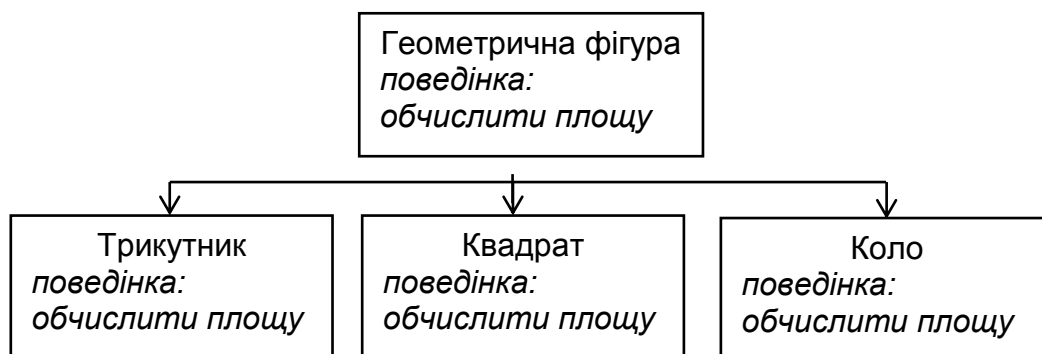 Геометрична фігура
поведінка:
обчислити площу
Трикутник
поведінка:
обчислити площу
Квадрат
поведінка:
обчислити площу
Коло
поведінка:
обчислити площу